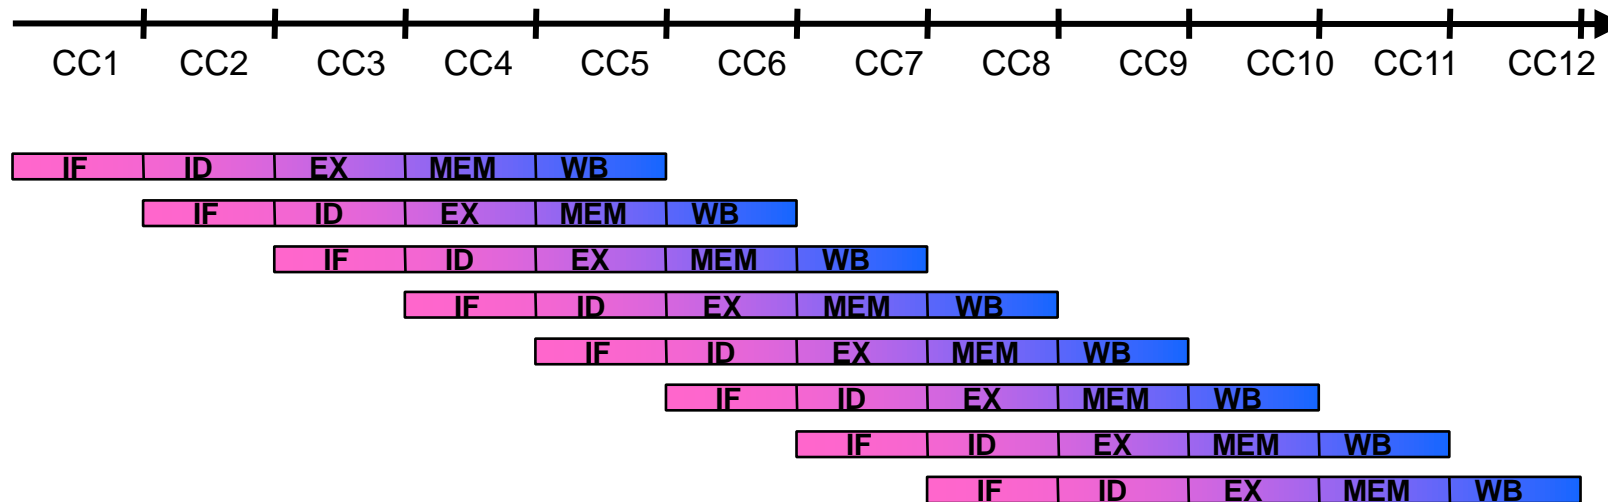 CC1 CC2 CC3 CC4 CC5 CC6 CC7 CC8 CC9 CC10 CC11 CC12
IF ID EX MEM WB
IF ID EX MEM WB
IF ID EX MEM WB
IF ID EX MEM WB
IF ID EX MEM WB
IF ID EX MEM WB
IF ID EX MEM WB
IF ID EX MEM WB